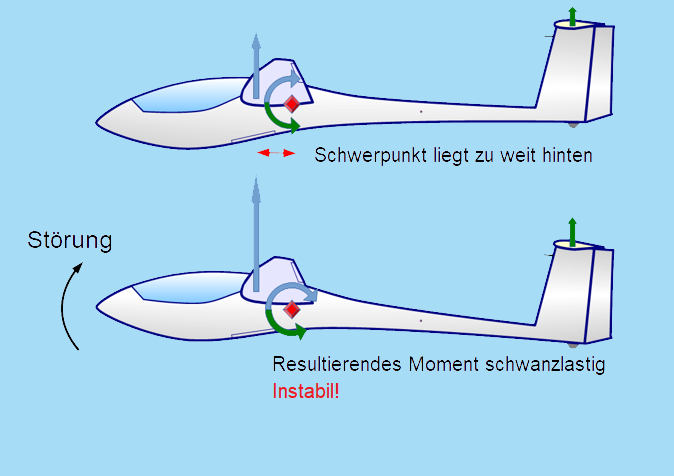 Schwerpunkt liegt zu weit hinten
Störung
Resultierendes Moment schwanzlastig
Instabil!